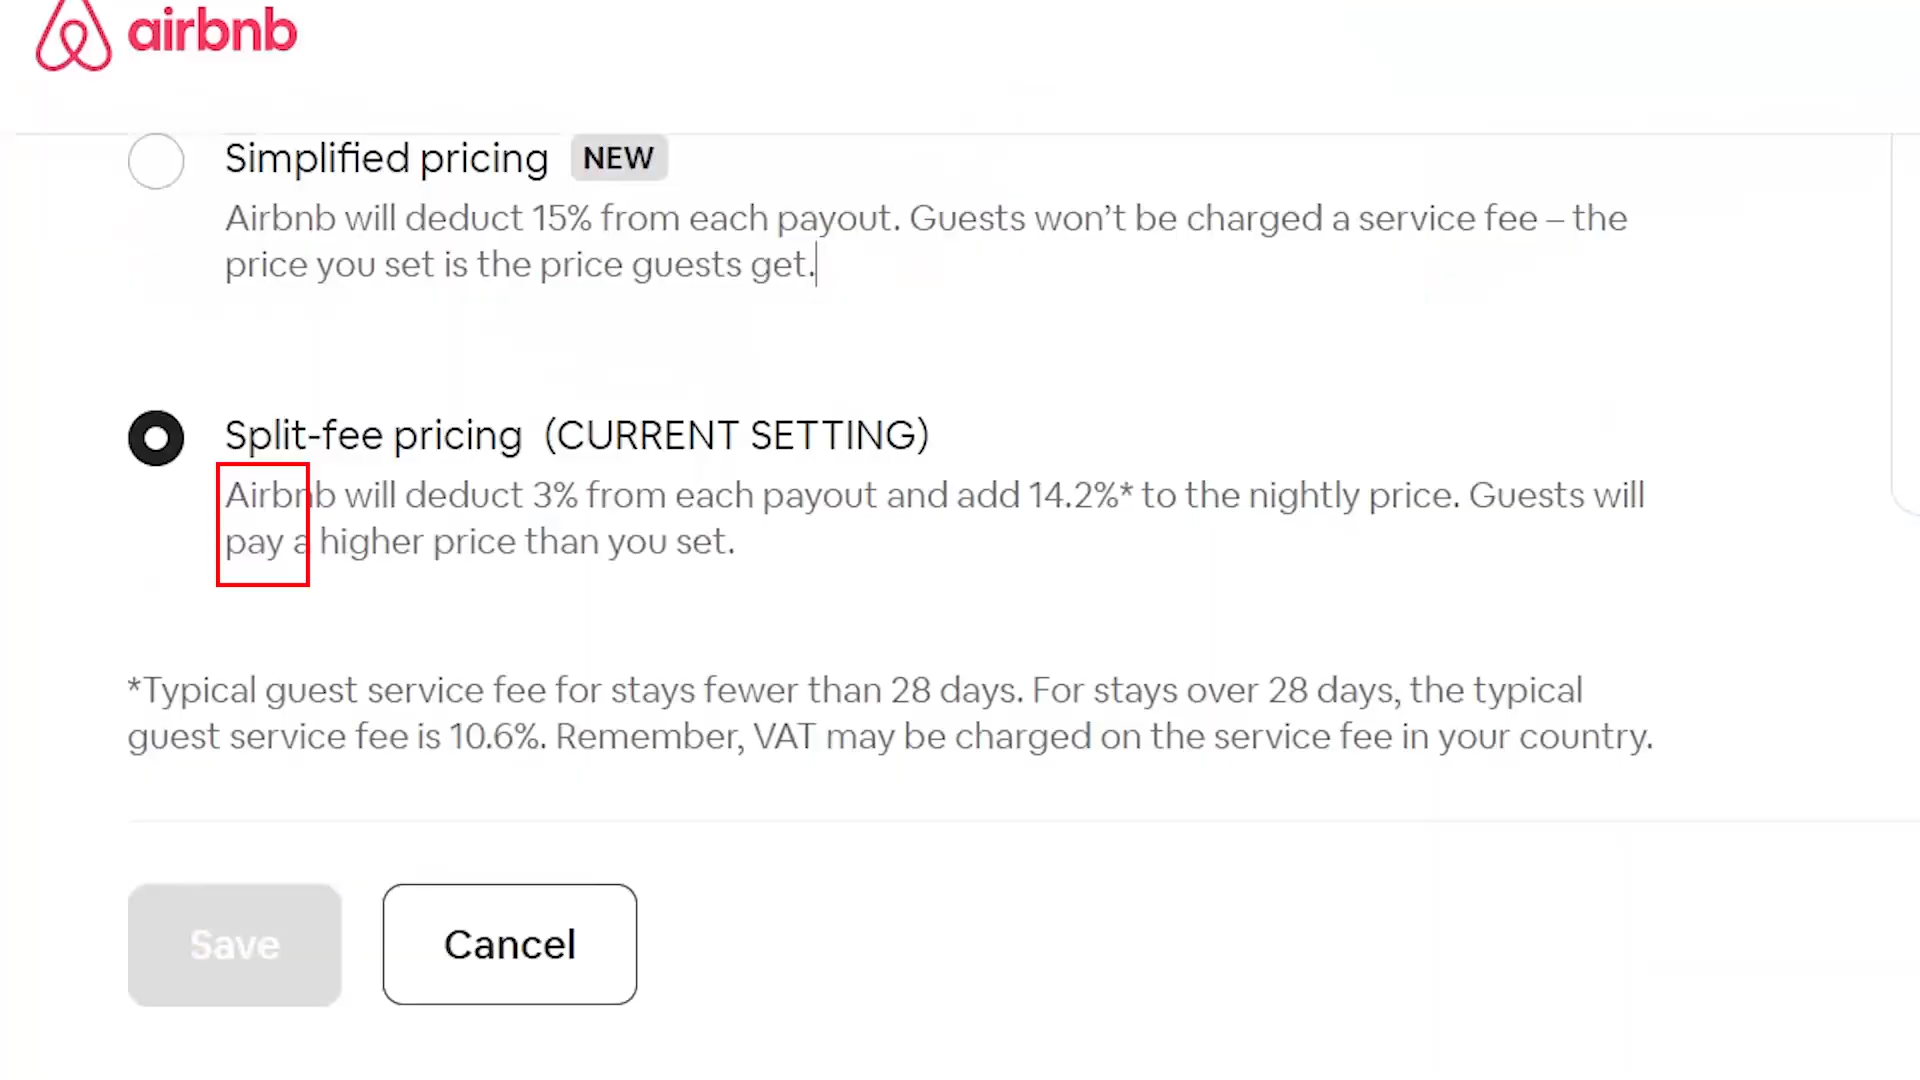 airbnb
Simplified pricing NEW
Airbnb will deduct 15% from each payout. Guests won’t be charged a service fee – the
price you set is the price guests get.
Split-fee pricing (CURRENT SETTING)
Airbnb will deduct 3% from each payout and add 14.2%* to the nightly price. Guests will
pay a higher price than you set.
*Typical guest service fee for stays fewer than 28 days. For stays over 28 days, the typical
guest service fee is 10.6%. Remember, VAT may be charged on the service fee in your country.
Save Cancel